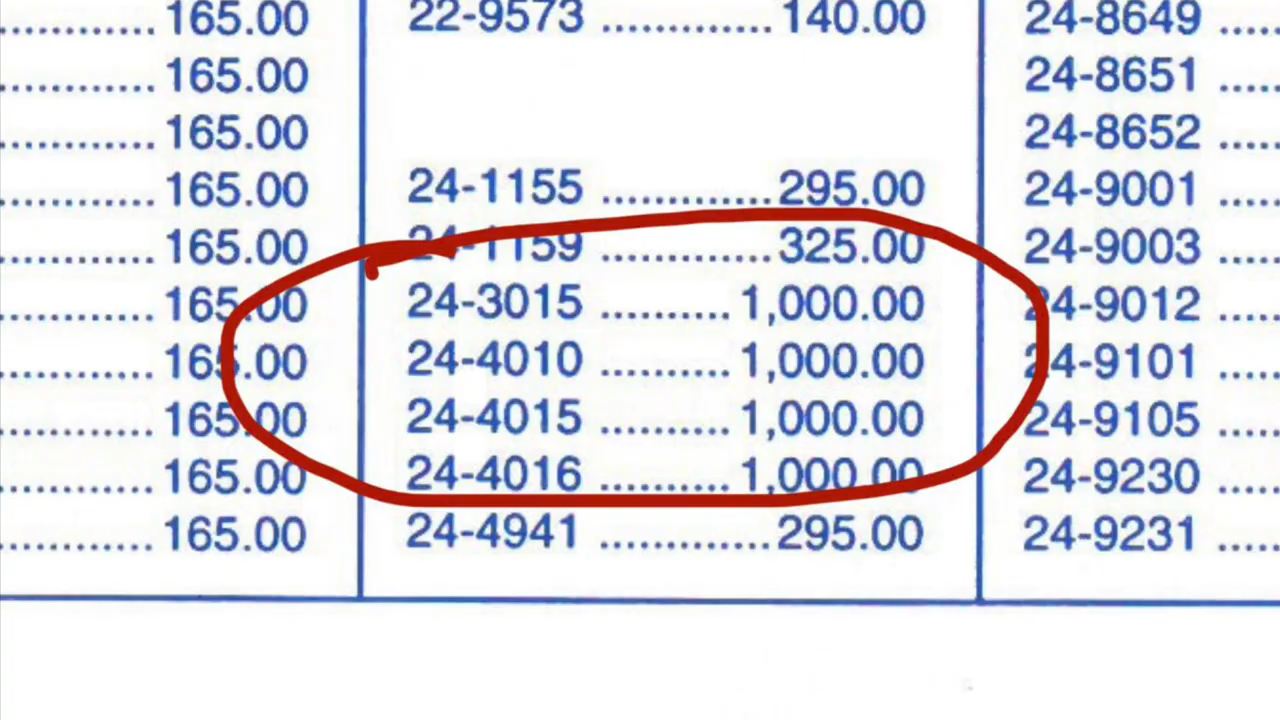 165.00
165.00
165.00
165.00
165.00
165.00
165.00
165.00
165.00
165.00
22-9573 ............. 140.00
24-1155 ............. 295.00
24-1159 ............. 325.00
24-3015 .......... 1,000.00
24-4010 .......... 1,000.00
24-4015 .......... 1,000.00
24-4016 .......... 1,000.00
24-4941 ............. 295.00
24-8649
24-8651
24-8652
24-9001
24-9003
24-9012
24-9101
24-9105
24-9230
24-9231